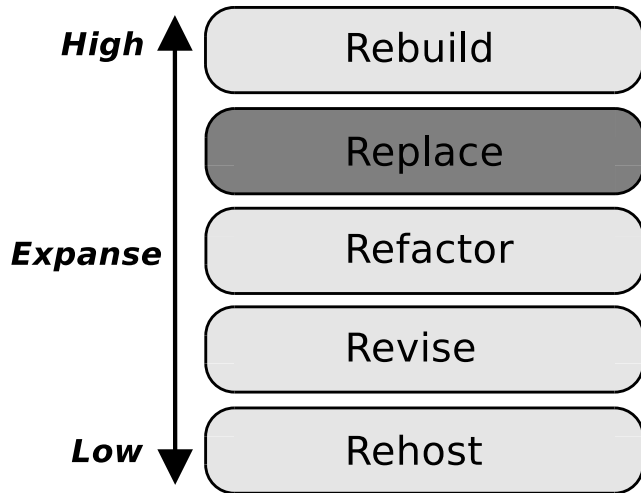 High
Rebuild
Replace
Expanse
Refactor
Revise
Low
Rehost